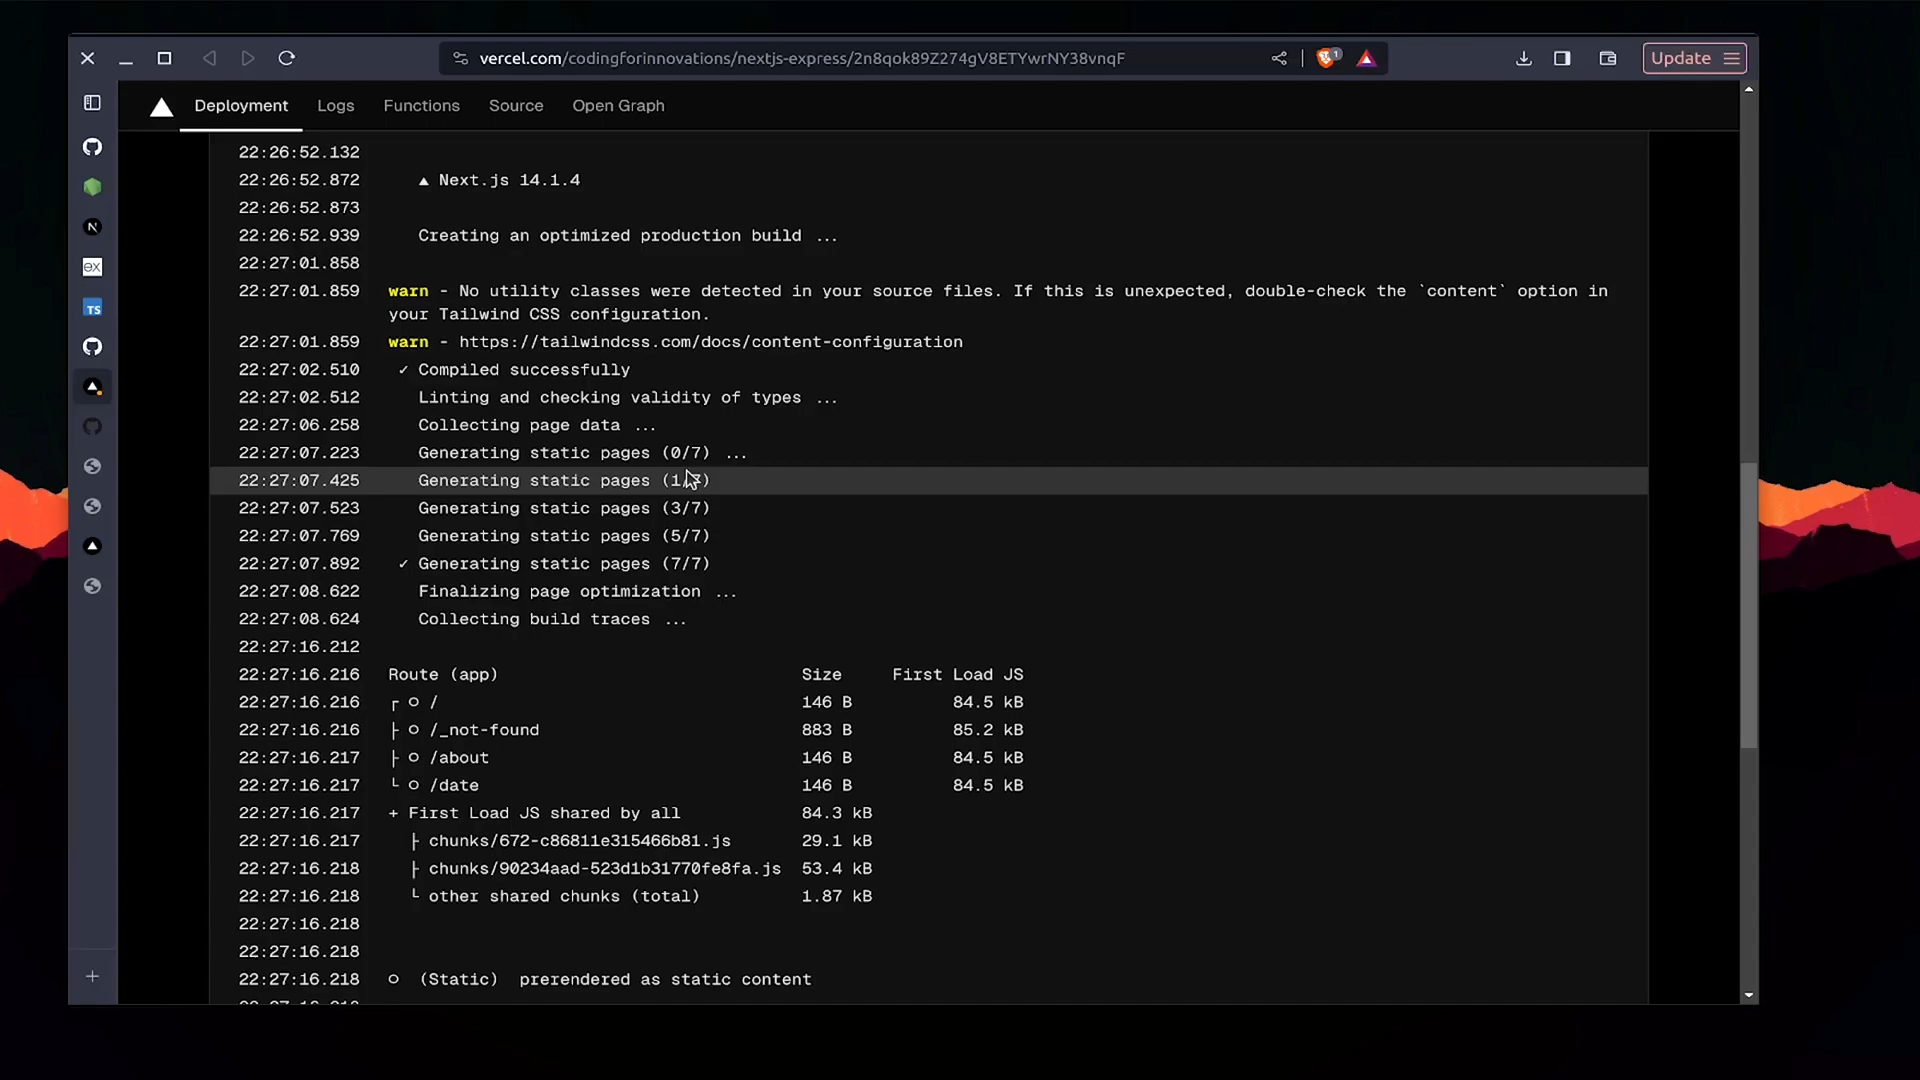 vercel.com/codingforinnovations/nextjs-express/2n8qok89Z274gV8ETYwrNY38vnqF
1
Update
Deployment Logs Functions Source Open Graph
N
ex
TS
22:26:52.132
22:26:52.872 ▲ Next.js 14.1.4
22:26:52.873
22:26:52.939 Creating an optimized production build ...
22:27:01.858
22:27:01.859 warn - No utility classes were detected in your source files. If this is unexpected, double-check the `content` option in
your Tailwind CSS configuration.
22:27:01.859 warn - https://tailwindcss.com/docs/content-configuration
22:27:02.510 ✓ Compiled successfully
22:27:02.512 Linting and checking validity of types ...
22:27:06.258 Collecting page data ...
22:27:07.223 Generating static pages (0/7) ...
22:27:07.425 Generating static pages (1/7)
22:27:07.523 Generating static pages (3/7)
22:27:07.769 Generating static pages (5/7)
22:27:07.892 ✓ Generating static pages (7/7)
22:27:08.622 Finalizing page optimization ...
22:27:08.624 Collecting build traces ...
22:27:16.212
22:27:16.216 Route (app) Size First Load JS
22:27:16.216 ┌ ○ / 146 B 84.5 kB
22:27:16.216 ├ ○ /_not-found 883 B 85.2 kB
22:27:16.217 ├ ○ /about 146 B 84.5 kB
22:27:16.217 └ ○ /date 146 B 84.5 kB
22:27:16.217 + First Load JS shared by all 84.3 kB
22:27:16.217 ├ chunks/672-c86811e315466b81.js 29.1 kB
22:27:16.218 ├ chunks/90234aad-523d1b31770fe8fa.js 53.4 kB
22:27:16.218 └ other shared chunks (total) 1.87 kB
22:27:16.218
22:27:16.218
22:27:16.218 ○ (Static) prerendered as static content